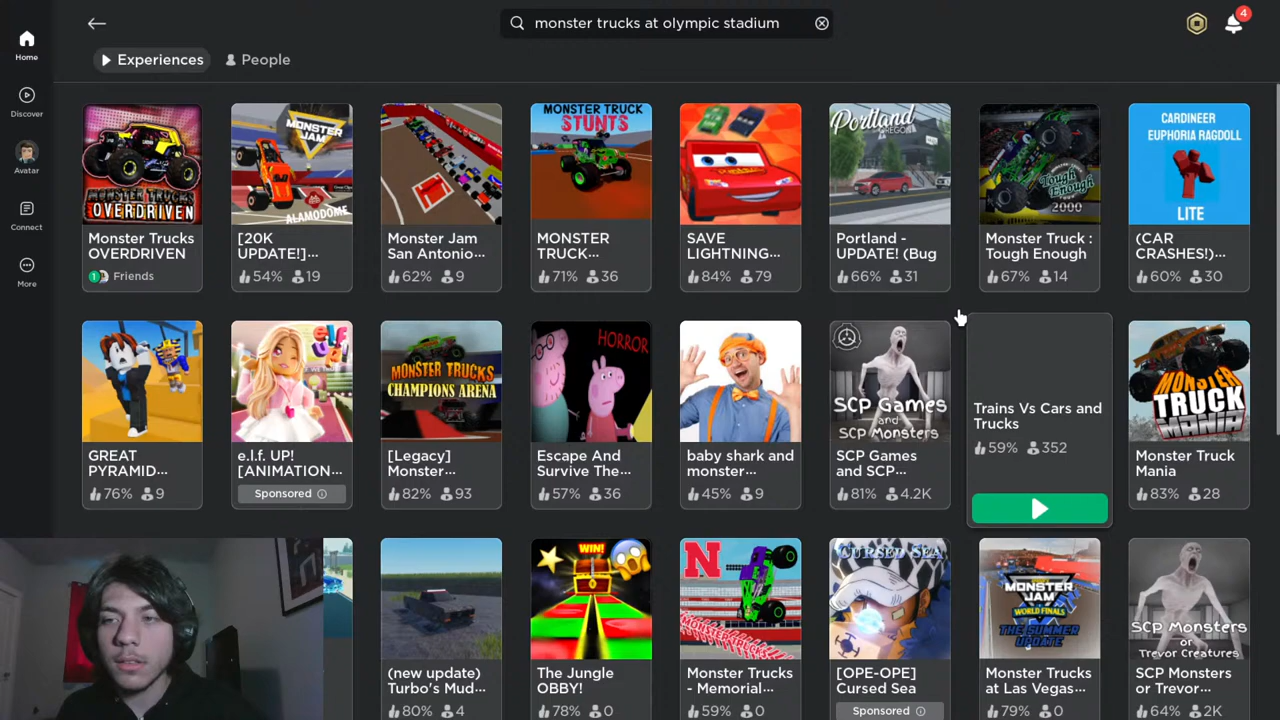 monster trucks at olympic stadium
4
Home
Discover
Avatar
Connect
More
Experiences
People
MONSTER TRUCKS
OVERDRIVEN
Monster Trucks
OVERDRIVEN
1
Friends
MONSTER
JAM
ALAMODOME
[20K
UPDATE!]...
54% 19
Monster Jam
San Antonio...
62% 9
MONSTER TRUCK
STUNTS
MONSTER
TRUCK...
71% 36
SAVE
LIGHTNING...
84% 79
Portland
OREGON
Portland -
UPDATE! (Bug
66% 31
Tough
Enough
2000
Monster Truck :
Tough Enough
67% 14
CARDINEER
EUPHORIA RAGDOLL
LITE
(CAR
CRASHES!)...
60% 30
GREAT
PYRAMID...
76% 9
e.l.f. UP!
[ANIMATION...
Sponsored
MONSTER TRUCKS
CHAMPIONS ARENA
[Legacy]
Monster...
82% 93
HORROR
Escape And
Survive The...
57% 36
baby shark and
monster...
45% 9
SCP Games
and
SCP Monsters
SCP Games
and SCP...
81% 4.2K
Trains Vs Cars and
Trucks
59% 352
MONSTER
TRUCK
MANIA
Monster Truck
Mania
83% 28
(new update)
Turbo's Mud...
80% 4
WIN!
The Jungle
OBBY!
78% 0
N
Monster Trucks
- Memorial...
59% 0
CURSED SEA
[OPE-OPE]
Cursed Sea
Sponsored
MONSTER
JAM
WORLD FINALS
THE SUMMER
UPDATE
Monster Trucks
at Las Vegas...
79% 0
SCP Monsters
or
Trevor Creatures
SCP Monsters
or Trevor...
64% 2K